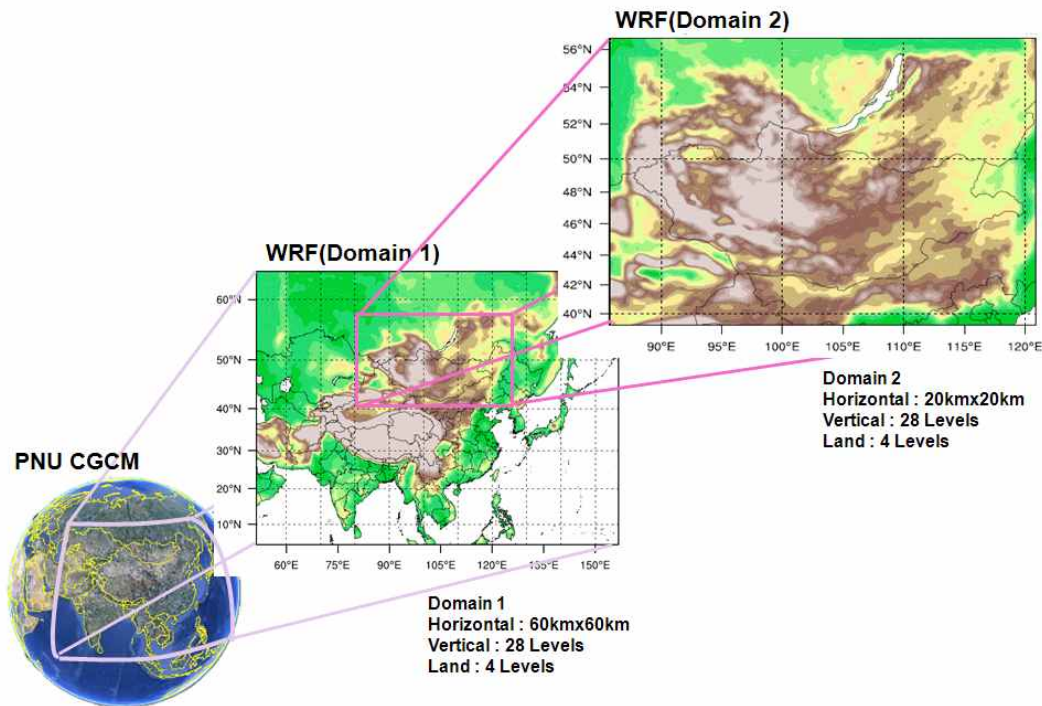 WRF(Domain 2)
56°N
54°N
52°N
50°N
48°N
46°N
44°N
42°N
40°N
90°E 95°E 100°E 105°E 110°E 115°E 120°E
Domain 2
Horizontal : 20kmx20km
Vertical : 28 Levels
Land : 4 Levels
WRF(Domain 1)
60°N
50°N
40°N
30°N
20°N
10°N
60°E 75°E 90°E 105°E 120°E 135°E 150°E
Domain 1
Horizontal : 60kmx60km
Vertical : 28 Levels
Land : 4 Levels
PNU CGCM